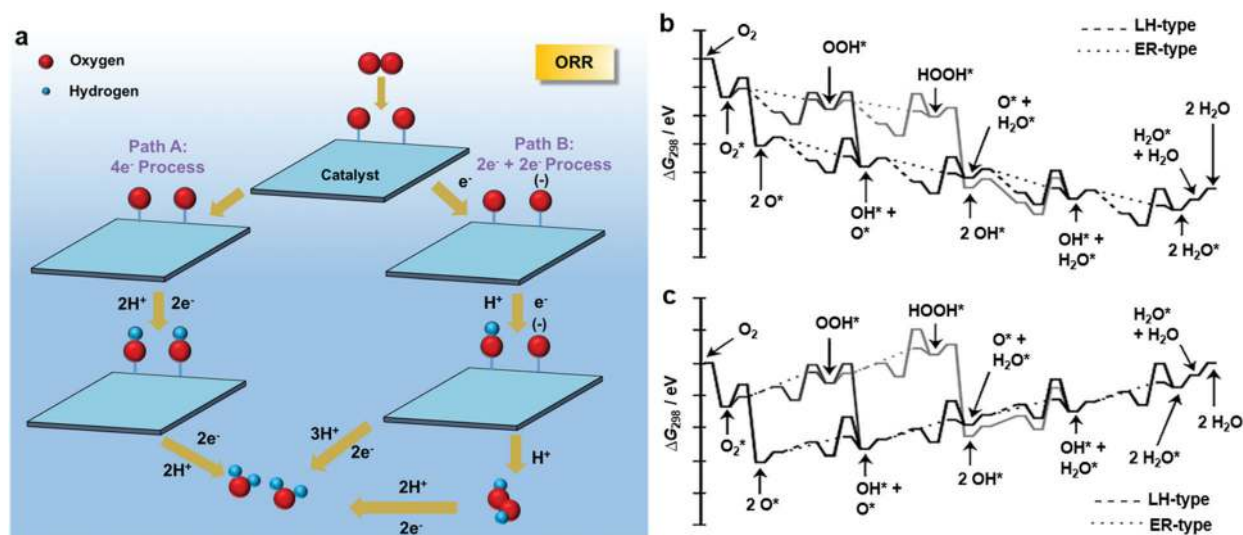 a
Oxygen
Hydrogen
ORR
Path A:
4e⁻ Process
Catalyst
e⁻
Path B:
2e⁻ + 2e⁻ Process
(-)
2H⁺
2e⁻
H⁺
e⁻
(-)
2e⁻
2H⁺
3H⁺
2e⁻
H⁺
2H⁺
2e⁻
b
LH-type
ER-type
ΔG₂₉₈ / eV
O₂
OOH*
HOOH*
O* +
H₂O*
H₂O*
+ H₂O
2 H₂O
O₂*
2 O*
OH* +
O*
2 OH*
OH* +
H₂O*
2 H₂O*
c
ΔG₂₉₈ / eV
O₂
OOH*
HOOH*
O* +
H₂O*
H₂O*
+ H₂O
O₂*
2 O*
OH* +
O*
2 OH*
OH* +
H₂O*
2 H₂O*
2 H₂O
LH-type
ER-type